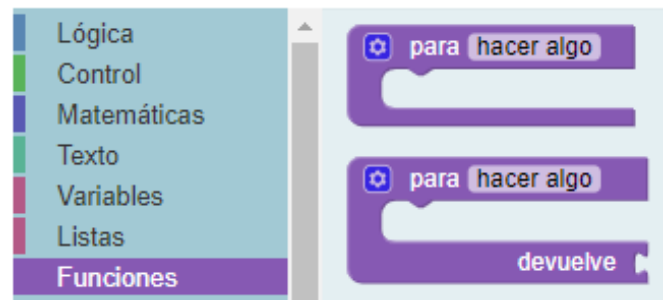 Lógica
Control
Matemáticas
Texto
Variables
Listas
Funciones
para hacer algo
para hacer algo
devuelve